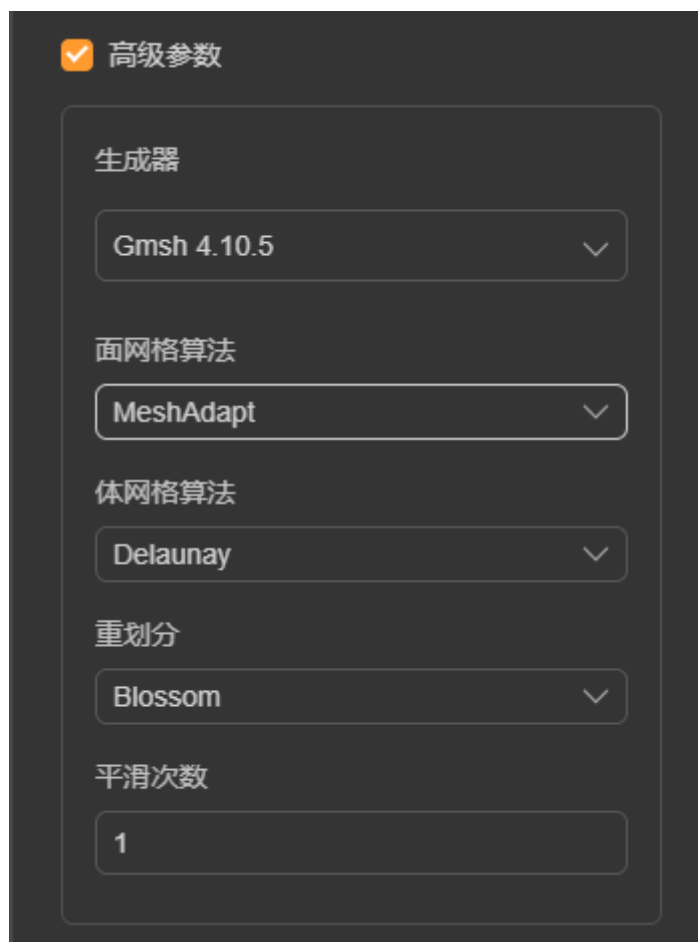 高级参数
生成器
Gmsh 4.10.5
面网格算法
MeshAdapt
体网格算法
Delaunay
重划分
Blossom
平滑次数
1